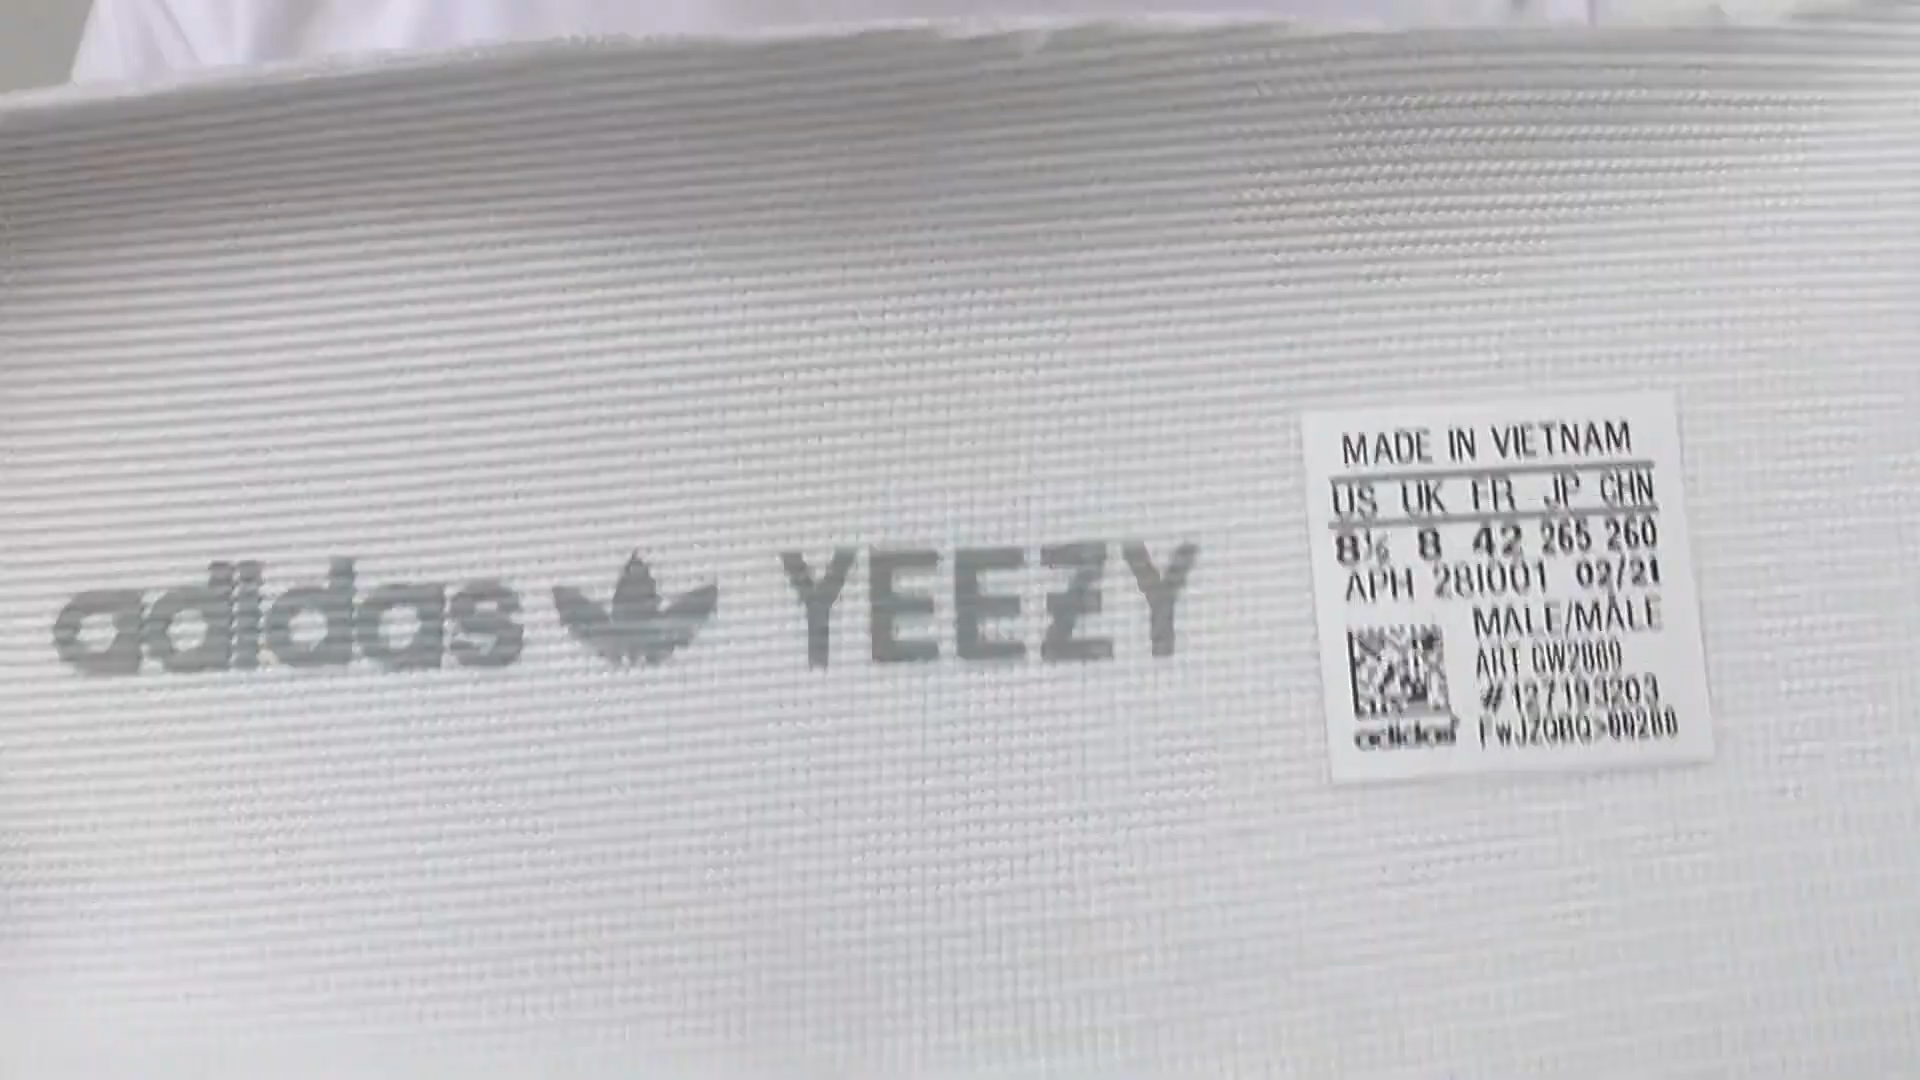 adidas YEEZY
MADE IN VIETNAM
US UK FR JP CHN
8½ 8 42 265 260
APH 281001 02/21
MALE/MÂLE
ART GW2869
adidas